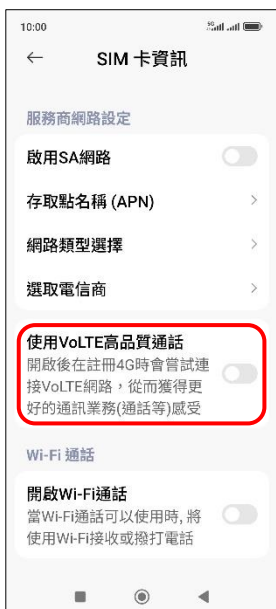 10:00
SIM 卡資訊
服務商網路設定
啟用SA網路
存取點名稱 (APN)
網路類型選擇
選取電信商
使用VoLTE高品質通話
開啟後在註冊4G時會嘗試連
接VoLTE網路，從而獲得更
好的通訊業務(通話等)感受
Wi-Fi 通話
開啟Wi-Fi通話
當Wi-Fi通話可以使用時, 將
使用Wi-Fi接收或撥打電話